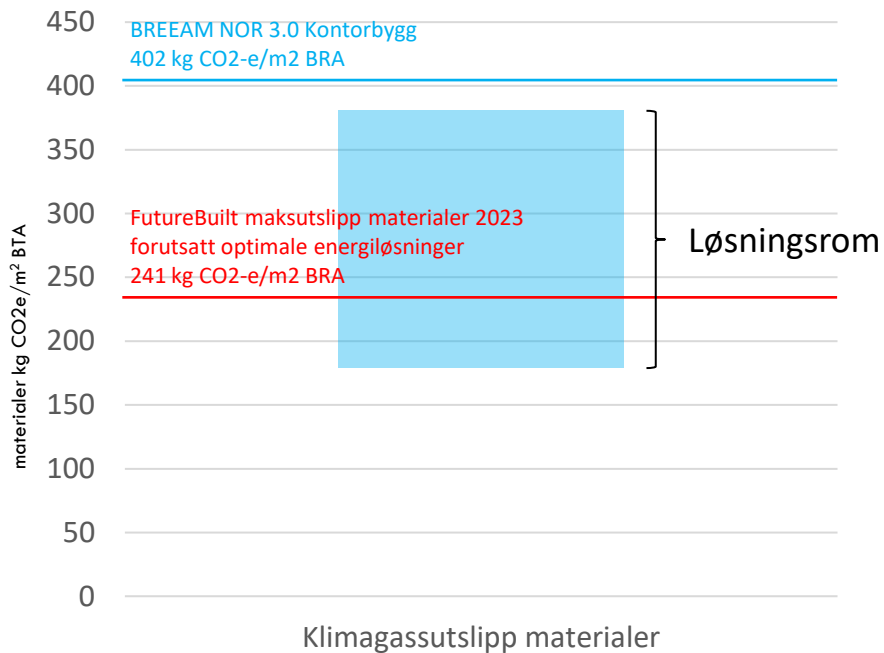 450
BREEAM NOR 3.0 Kontorbygg
402 kg CO2-e/m2 BRA
400
350
300
FutureBuilt maksutslipp materialer 2023
forutsatt optimale energiløsninger
241 kg CO2-e/m2 BRA
Løsningsrom
250
200
150
100
50
0
materialer kg CO2e/m² BTA
Klimagassutslipp materialer